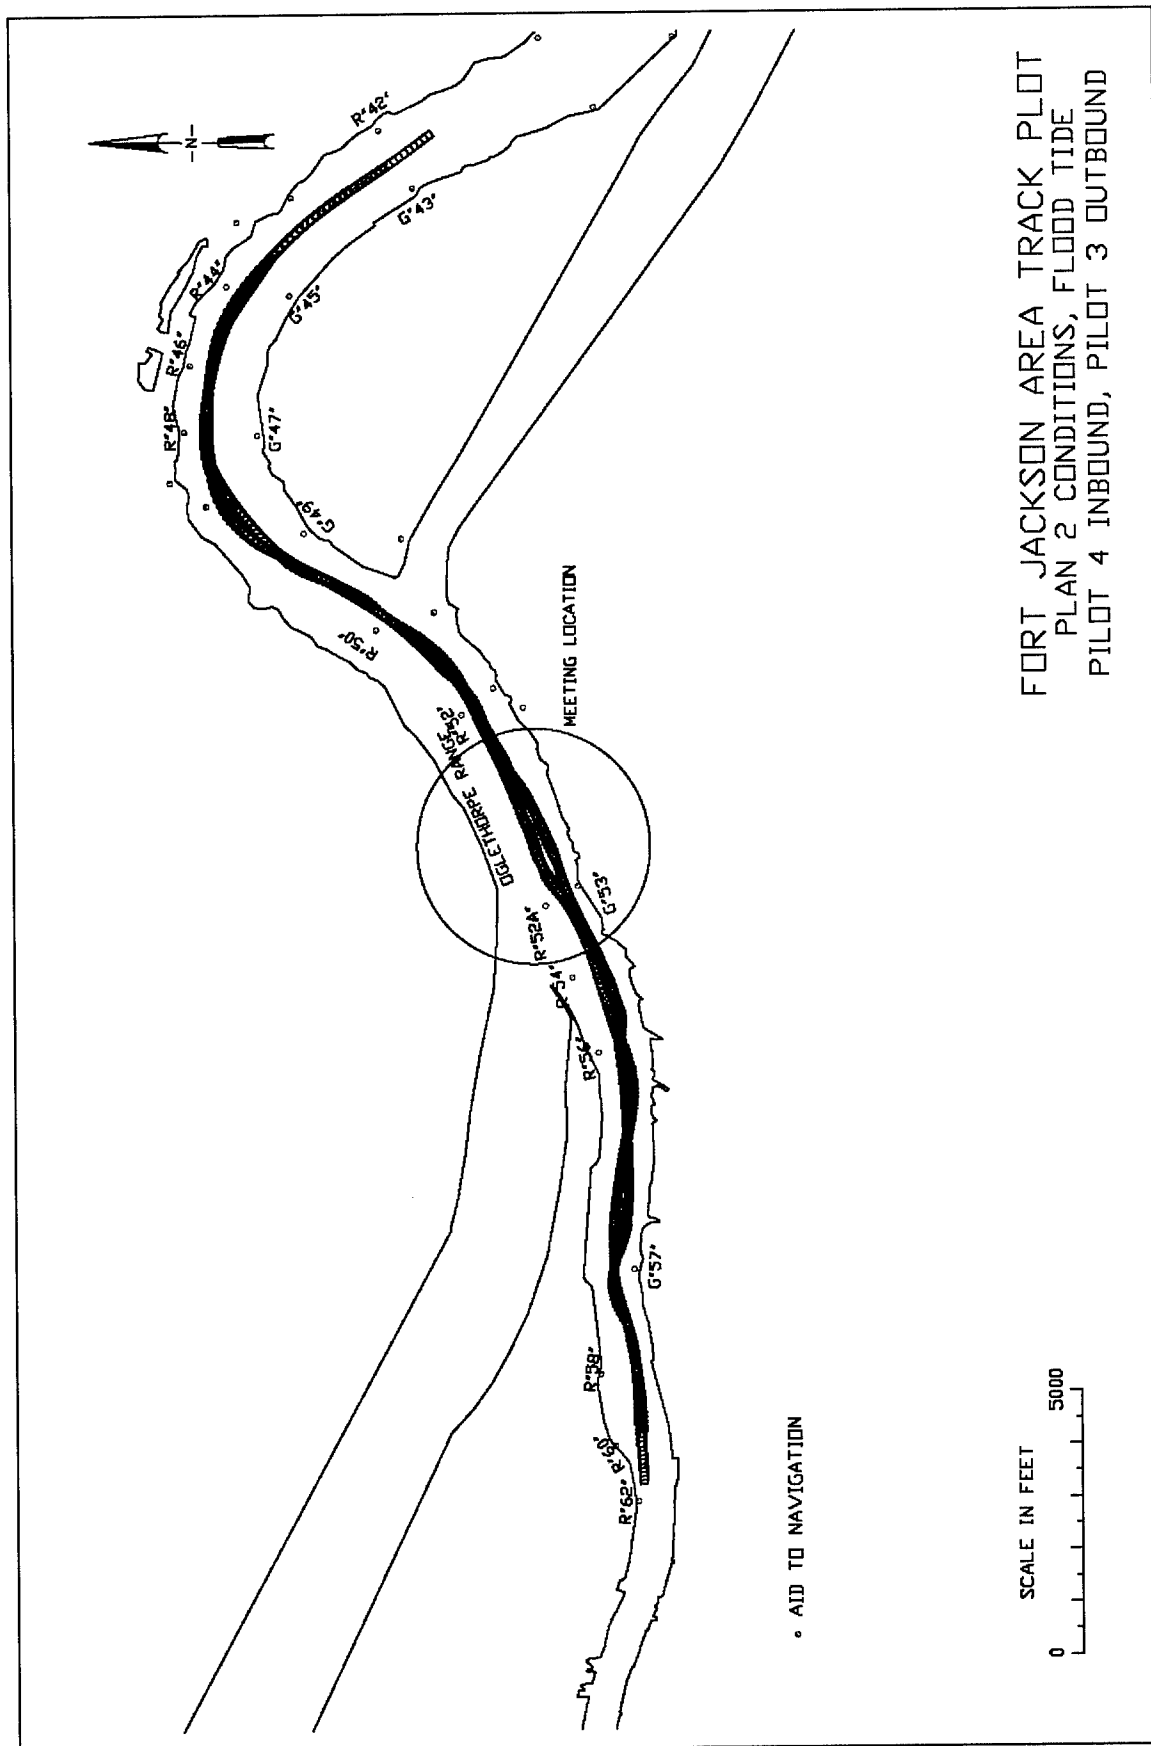 R"42"
-N-
R"44"
G"43"
R"46"
G"45"
R"48"
G"47"
G"49"
R"50"
R"52"
OGLETHORPE RANGE
MEETING LOCATION
R"52A"
G"53"
R"54"
R"56"
G"57"
R"58"
R"60"
R"62"
AID TO NAVIGATION
SCALE IN FEET
0 5000
FORT JACKSON AREA TRACK PLOT
PLAN 2 CONDITIONS, FLOOD TIDE
PILOT 4 INBOUND, PILOT 3 OUTBOUND